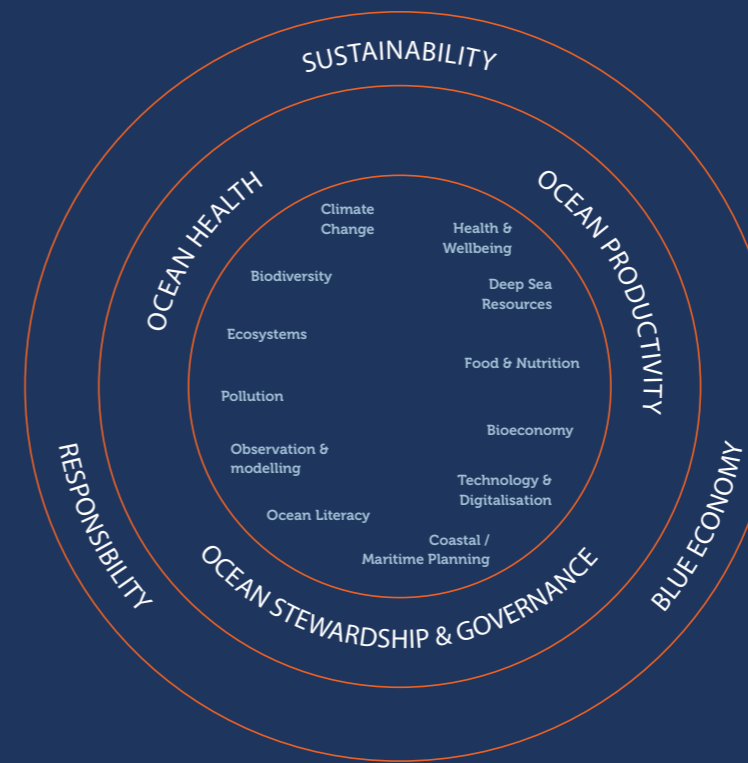 SUSTAINABILITY
OCEAN HEALTH
OCEAN PRODUCTIVITY
Climate
Change
Health &
Wellbeing
Biodiversity
Deep Sea
Resources
Ecosystems
Food & Nutrition
Pollution
Bioeconomy
Observation &
modelling
Technology &
Digitalisation
Ocean Literacy
Coastal /
Maritime Planning
RESPONSIBILITY
OCEAN STEWARDSHIP & GOVERNANCE
BLUE ECONOMY